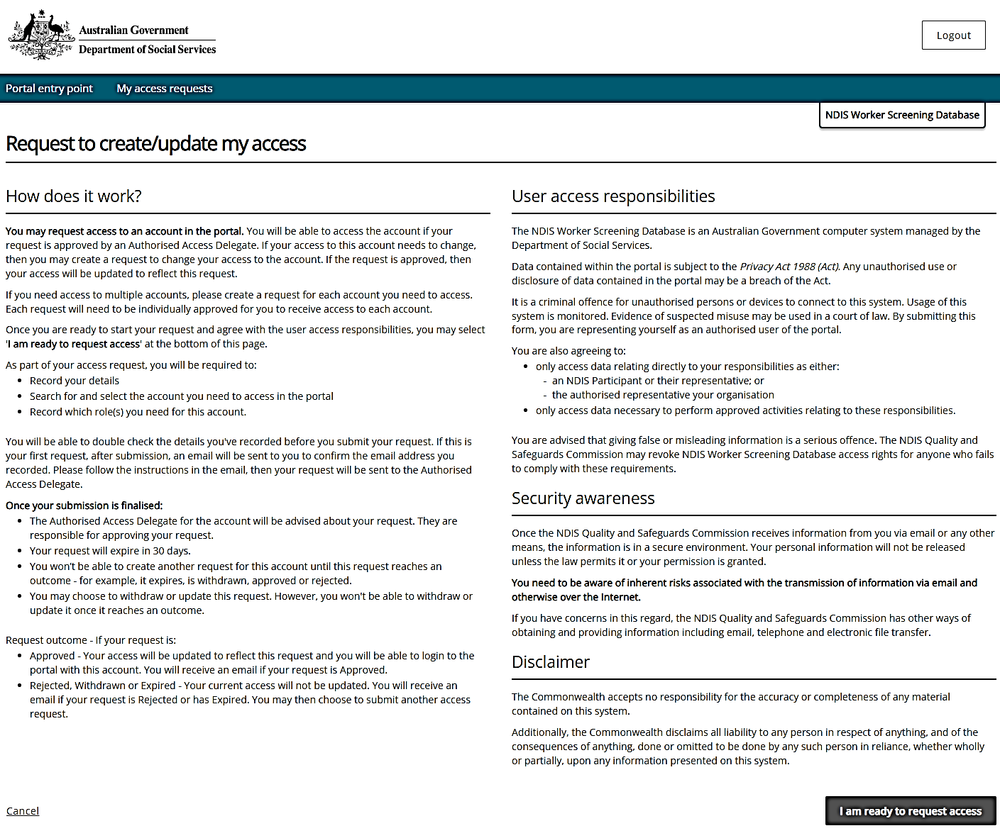 Australian Government
Department of Social Services
Logout
Portal entry point
My access requests
NDIS Worker Screening Database
Request to create/update my access
How does it work?
You may request access to an account in the portal. You will be able to access the account if your
request is approved by an Authorised Access Delegate. If your access to this account needs to change,
then you may create a request to change your access to the account. If the request is approved, then
your access will be updated to reflect this request.
If you need access to multiple accounts, please create a request for each account you need to access.
Each request will need to be individually approved for you to receive access to each account.
Once you are ready to start your request and agree with the user access responsibilities, you may select
'I am ready to request access' at the bottom of this page.
As part of your access request, you will be required to:
• Record your details
• Search for and select the account you need to access in the portal
• Record which role(s) you need for this account.
You will be able to double check the details you've recorded before you submit your request. If this is
your first request, after submission, an email will be sent to you to confirm the email address you
recorded. Please follow the instructions in the email, then your request will be sent to the Authorised
Access Delegate.
Once your submission is finalised:
• The Authorised Access Delegate for the account will be advised about your request. They are
responsible for approving your request.
• Your request will expire in 30 days.
• You won't be able to create another request for this account until this request reaches an
outcome - for example, it expires, is withdrawn, approved or rejected.
• You may choose to withdraw or update this request. However, you won't be able to withdraw or
update it once it reaches an outcome.
Request outcome - If your request is:
• Approved - Your access will be updated to reflect this request and you will be able to login to the
portal with this account. You will receive an email if your request is Approved.
• Rejected, Withdrawn or Expired - Your current access will not be updated. You will receive an
email if your request is Rejected or has Expired. You may then choose to submit another access
request.
User access responsibilities
The NDIS Worker Screening Database is an Australian Government computer system managed by the
Department of Social Services.
Data contained within the portal is subject to the Privacy Act 1988 (Act). Any unauthorised use or
disclosure of data contained in the portal may be a breach of the Act.
It is a criminal offence for unauthorised persons or devices to connect to this system. Usage of this
system is monitored. Evidence of suspected misuse may be used in a court of law. By submitting this
form, you are representing yourself as an authorised user of the portal.
You are also agreeing to:
• only access data relating directly to your responsibilities as either:
- an NDIS Participant or their representative; or
- the authorised representative your organisation
• only access data necessary to perform approved activities relating to these responsibilities.
You are advised that giving false or misleading information is a serious offence. The NDIS Quality and
Safeguards Commission may revoke NDIS Worker Screening Database access rights for anyone who fails
to comply with these requirements.
Security awareness
Once the NDIS Quality and Safeguards Commission receives information from you via email or any other
means, the information is in a secure environment. Your personal information will not be released
unless the law permits it or your permission is granted.
You need to be aware of inherent risks associated with the transmission of information via email and
otherwise over the Internet.
If you have concerns in this regard, the NDIS Quality and Safeguards Commission has other ways of
obtaining and providing information including email, telephone and electronic file transfer.
Disclaimer
The Commonwealth accepts no responsibility for the accuracy or completeness of any material
contained on this system.
Additionally, the Commonwealth disclaims all liability to any person in respect of anything, and of the
consequences of anything, done or omitted to be done by any such person in reliance, whether wholly
or partially, upon any information presented on this system.
Cancel
I am ready to request access